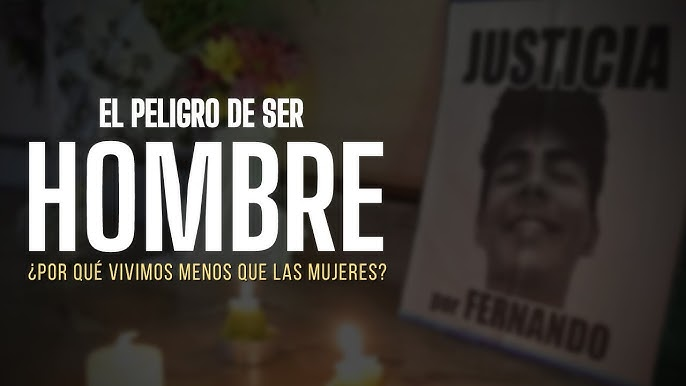 EL PELIGRO DE SER
HOMBRE
¿POR QUÉ VIVIMOS MENOS QUE LAS MUJERES?
JUSTICIA
por FERNANDO